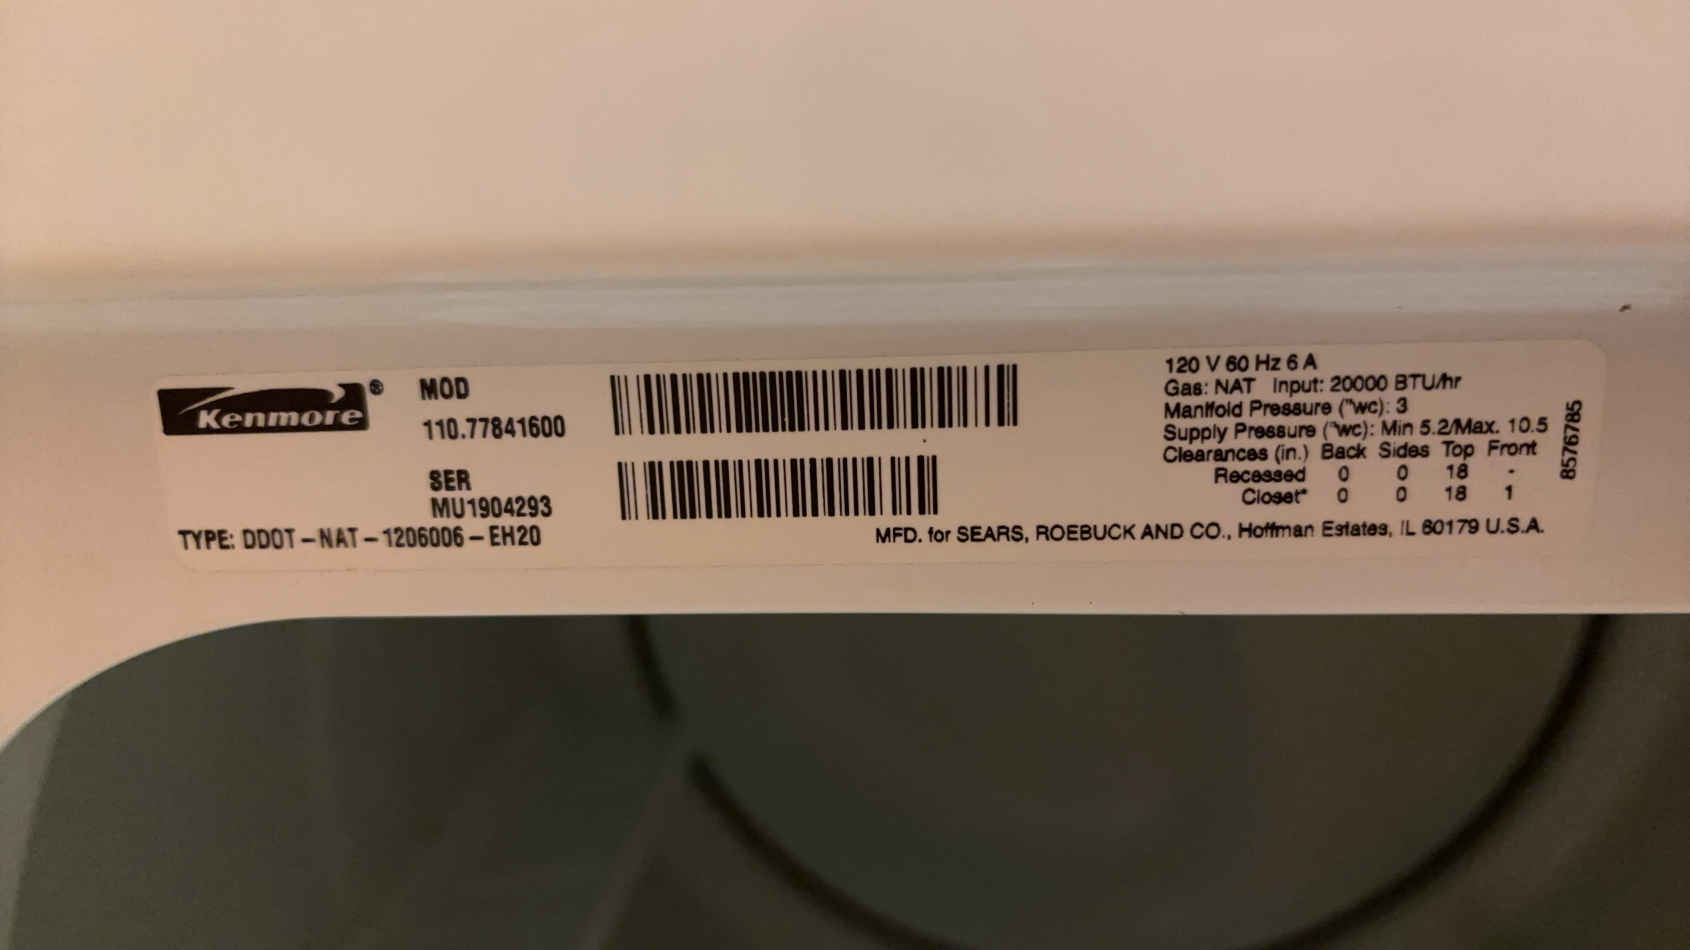 Kenmore®
MOD
110.77841600
SER
MU1904293
TYPE: DDOT-NAT-1206006-EH20
120 V 60 Hz 6 A
Gas: NAT Input: 20000 BTU/hr
Manifold Pressure ("wc): 3
Supply Pressure ("wc): Min 5.2/Max. 10.5
Clearances (in.) Back Sides Top Front
Recessed 0 0 18 -
Closet* 0 0 18 1
MFD. for SEARS, ROEBUCK AND CO., Hoffman Estates, IL 60179 U.S.A.
8576785